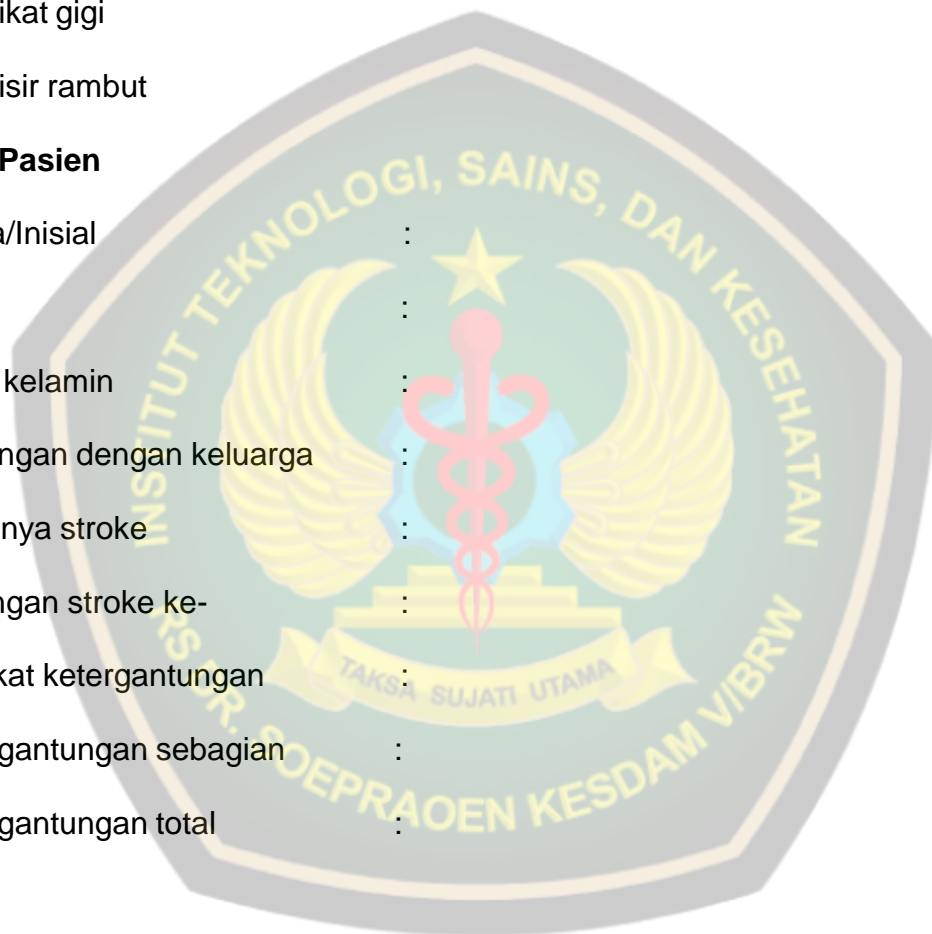 ikat gigi
isir rambut
Pasien
a/Inisial :
:
kelamin :
ngan dengan keluarga :
nya stroke :
ngan stroke ke- :
kat ketergantungan :
gantungan sebagian :
gantungan total :
INSTITUT TEKNOLOGI, SAINS, DAN KESEHATAN
TAKSA SUJATI UTAMA
RS DR. SOEPRAOEN KESDAM V/BRW